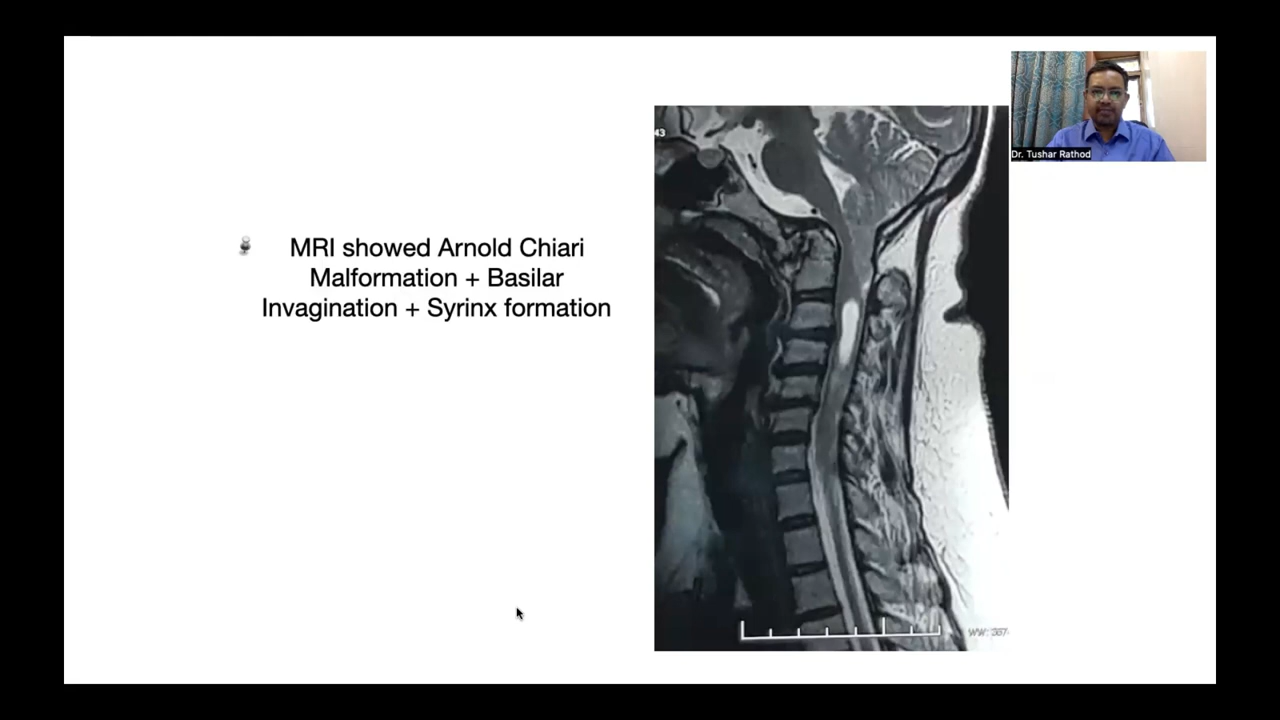 MRI showed Arnold Chiari
Malformation + Basilar
Invagination + Syrinx formation
43
Dr. Tushar Rathod